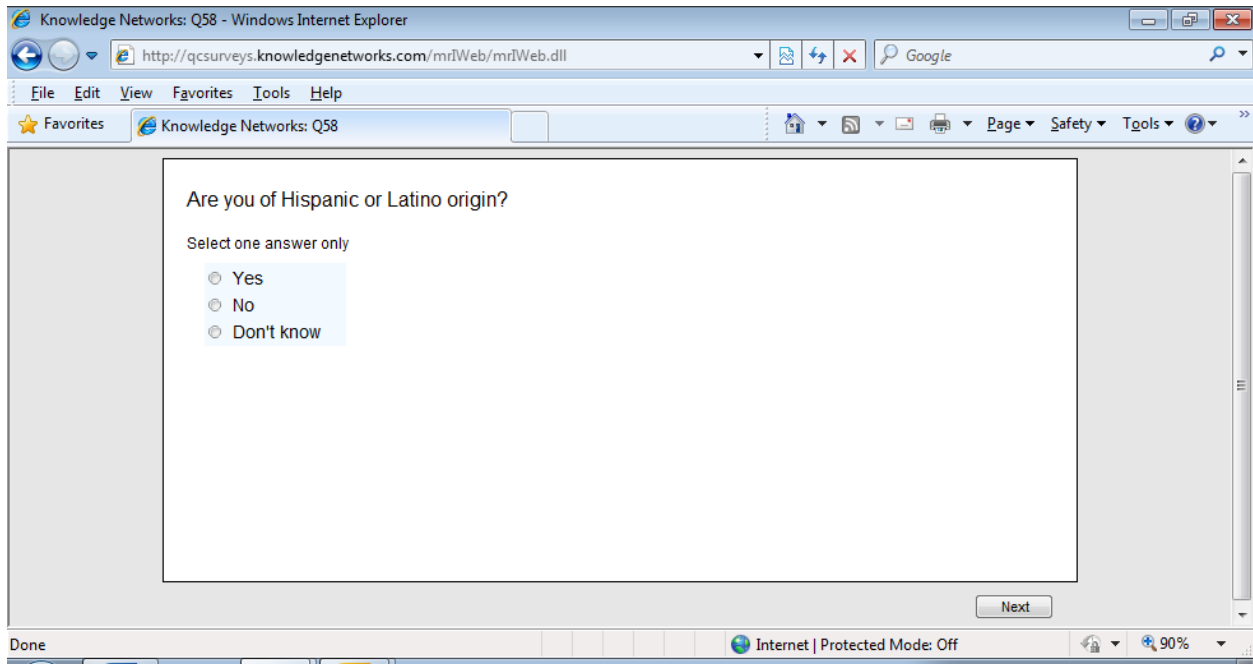 Knowledge Networks: Q58 - Windows Internet Explorer
http://qcsurveys.knowledgenetworks.com/mrIWeb/mrIWeb.dll
Google
File Edit View Favorites Tools Help
Favorites Knowledge Networks: Q58 Page Safety Tools
Are you of Hispanic or Latino origin?
Select one answer only
Yes
No
Don't know
Next
Done Internet | Protected Mode: Off 90%